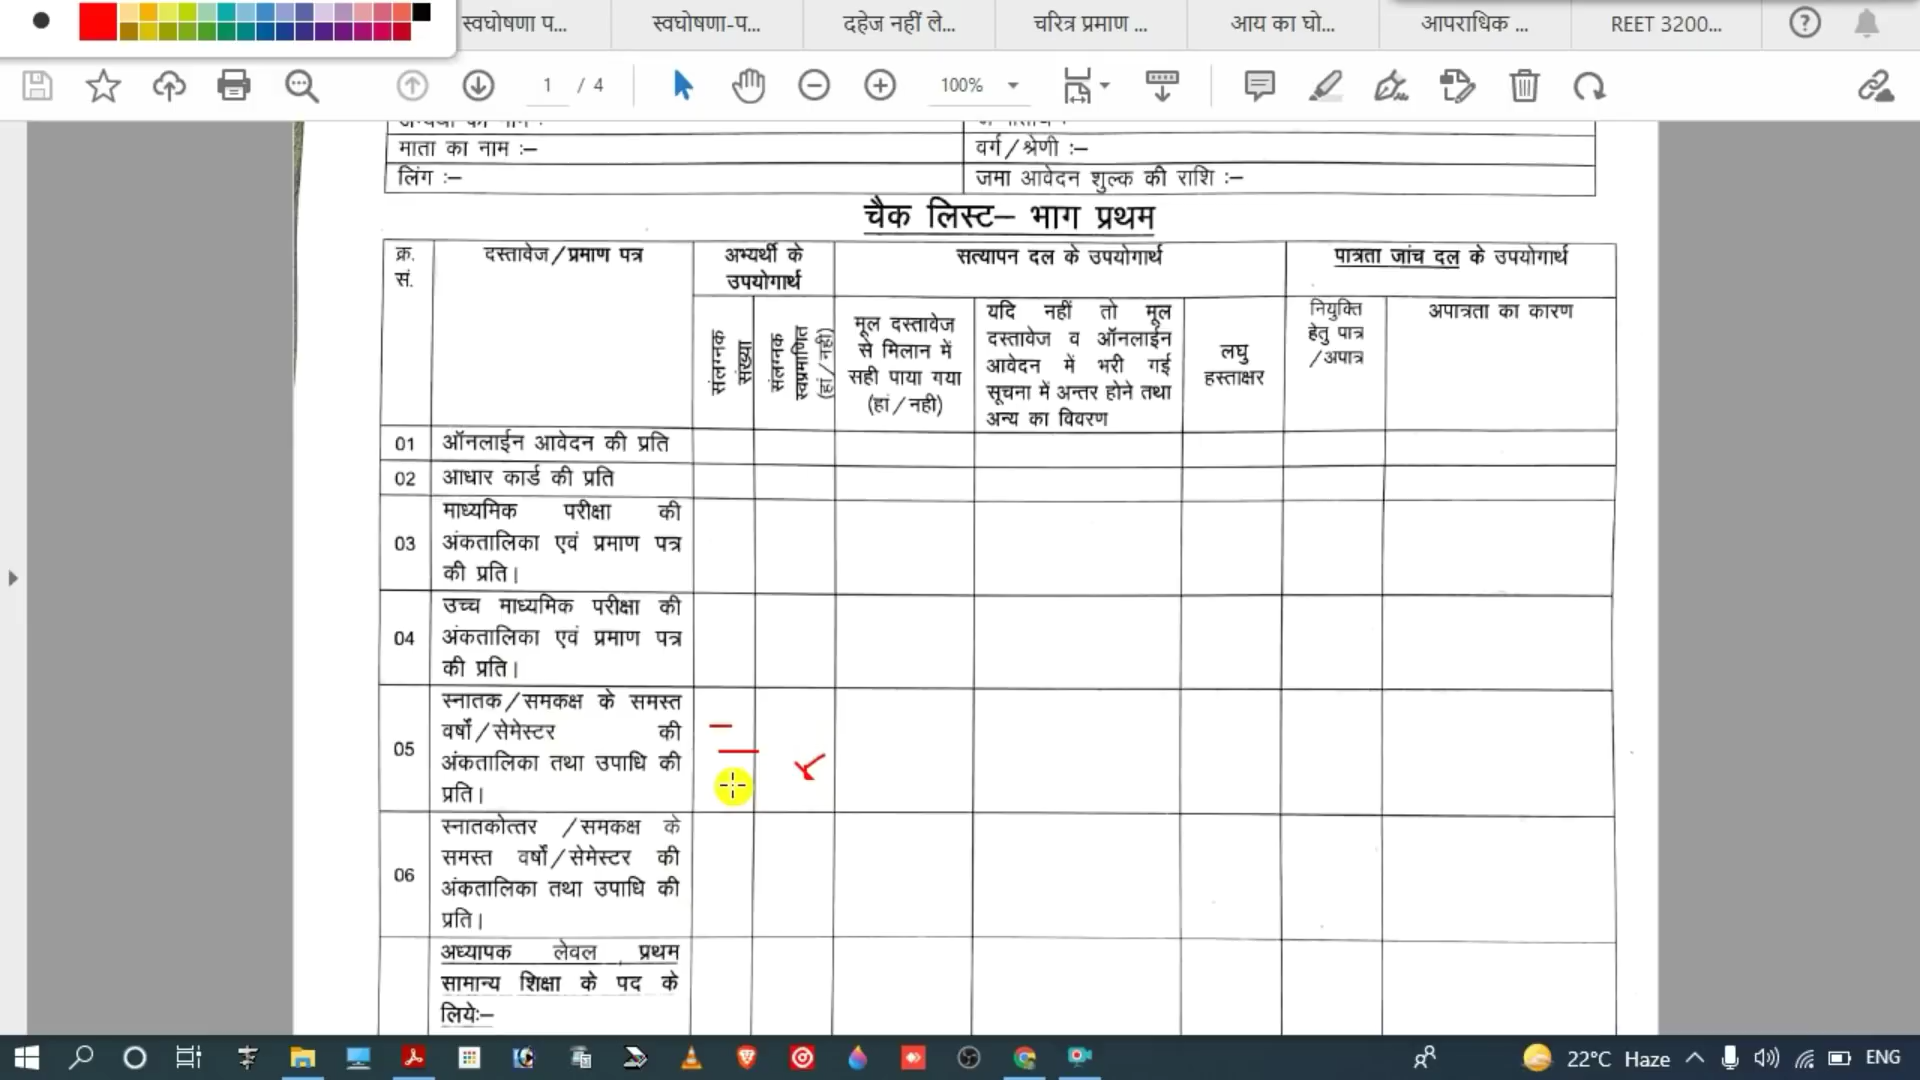 स्वघोषणा प...
स्वघोषणा-प...
दहेज नहीं ले...
चरित्र प्रमाण ...
आय का घो...
आपराधिक ...
REET 3200...
1 / 4
100%
माता का नाम :– वर्ग/श्रेणी :–
लिंग :– जमा आवेदन शुल्क की राशि :–
चैक लिस्ट– भाग प्रथम
क्र.
सं.
दस्तावेज/प्रमाण पत्र
अभ्यर्थी के
उपयोगार्थ
सत्यापन दल के उपयोगार्थ
पात्रता जांच दल के उपयोगार्थ
संलग्नक
संख्या
संलग्नक
स्वप्रमाणित
(हां/नही)
मूल दस्तावेज
से मिलान में
सही पाया गया
(हां/नही)
यदि नहीं तो मूल
दस्तावेज व ऑनलाईन
आवेदन में भरी गई
सूचना में अन्तर होने तथा
अन्य का विवरण
लघु
हस्ताक्षर
नियुक्ति
हेतु पात्र
/अपात्र
अपात्रता का कारण
01 ऑनलाईन आवेदन की प्रति
02 आधार कार्ड की प्रति
03 माध्यमिक परीक्षा की
अंकतालिका एवं प्रमाण पत्र
की प्रति।
04 उच्च माध्यमिक परीक्षा की
अंकतालिका एवं प्रमाण पत्र
की प्रति।
05 स्नातक/समकक्ष के समस्त
वर्षों/सेमेस्टर की
अंकतालिका तथा उपाधि की
प्रति।
06 स्नातकोत्तर /समकक्ष के
समस्त वर्षों/सेमेस्टर की
अंकतालिका तथा उपाधि की
प्रति।
अध्यापक लेवल प्रथम
सामान्य शिक्षा के पद के
लियेः–
22°C Haze
ENG